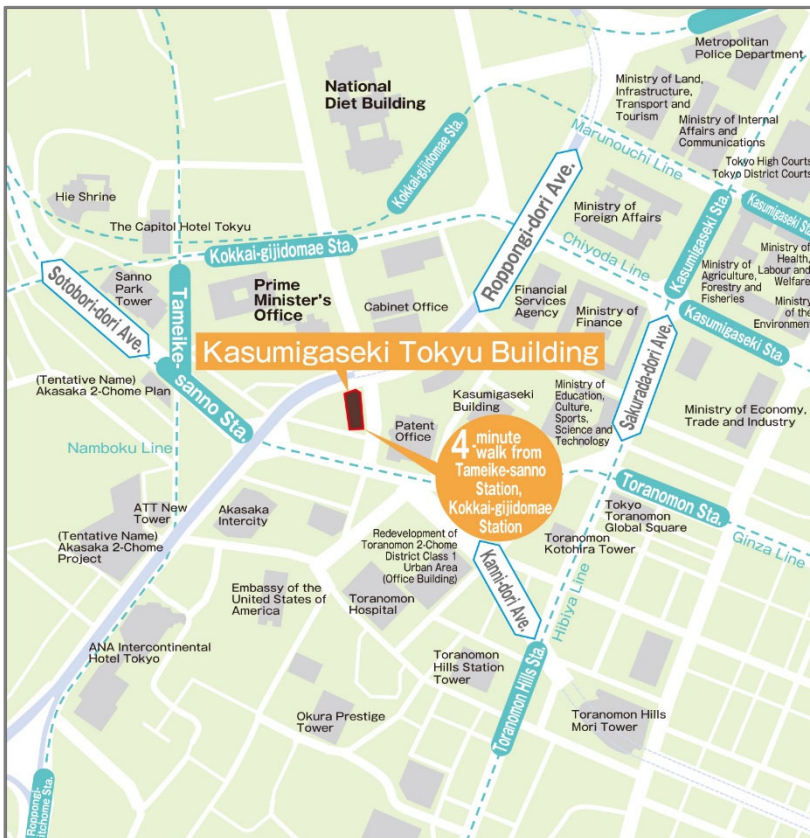 Metropolitan
Police Department
National
Diet Building
Ministry of Land,
Infrastructure,
Transport and
Tourism
Ministry of Internal
Affairs and
Communications
Kokkai-gijidomae Sta.
Marunouchi Line
Tokyo High Courts
Tokyo District Courts
Roppongi-dori Ave.
Hie Shrine
The Capitol Hotel Tokyu
Ministry of
Foreign Affairs
Kasumigaseki Sta.
Kasumigaseki St
Kokkai-gijidomae Sta.
Chiyoda Line
Ministry of
Health,
Labour and
Welfare
Ministry
of the
Environment
Sotobori-dori Ave.
Sanno
Park
Tower
Tameike-
sanno Sta.
Prime
Minister's
Office
Cabinet Office
Financial
Services
Agency
Ministry of
Finance
Ministry of
Agriculture,
Forestry and
Fisheries
Kasumigaseki Sta.
Kasumigaseki Tokyu Building
Sakurada-dori Ave.
(Tentative Name)
Akasaka 2-Chome Plan
Kasumigaseki
Building
Ministry of
Education,
Culture,
Sports,
Science and
Technology
Ministry of Economy,
Trade and Industry
Patent
Office
4-minute
walk from
Tameike-sanno
Station,
Kokkai-gijidomae
Station
Namboku Line
Toranomon Sta.
Ginza Line
ATT New
Tower
(Tentative Name)
Akasaka 2-Chome
Project
Akasaka
Intercity
Tokyo
Toranomon
Global Square
Redevelopment of
Toranomon 2-Chome
District Class 1
Urban Area
(Office Building)
Toranomon
Kotohira Tower
Kanni-dori Ave.
Hibiya Line
Embassy of the
United States of
America
Toranomon
Hospital
ANA Intercontinental
Hotel Tokyo
Toranomon
Hills Station
Tower
Toranomon Hills Sta.
Okura Prestige
Tower
Toranomon Hills
Mori Tower
Roppongi-